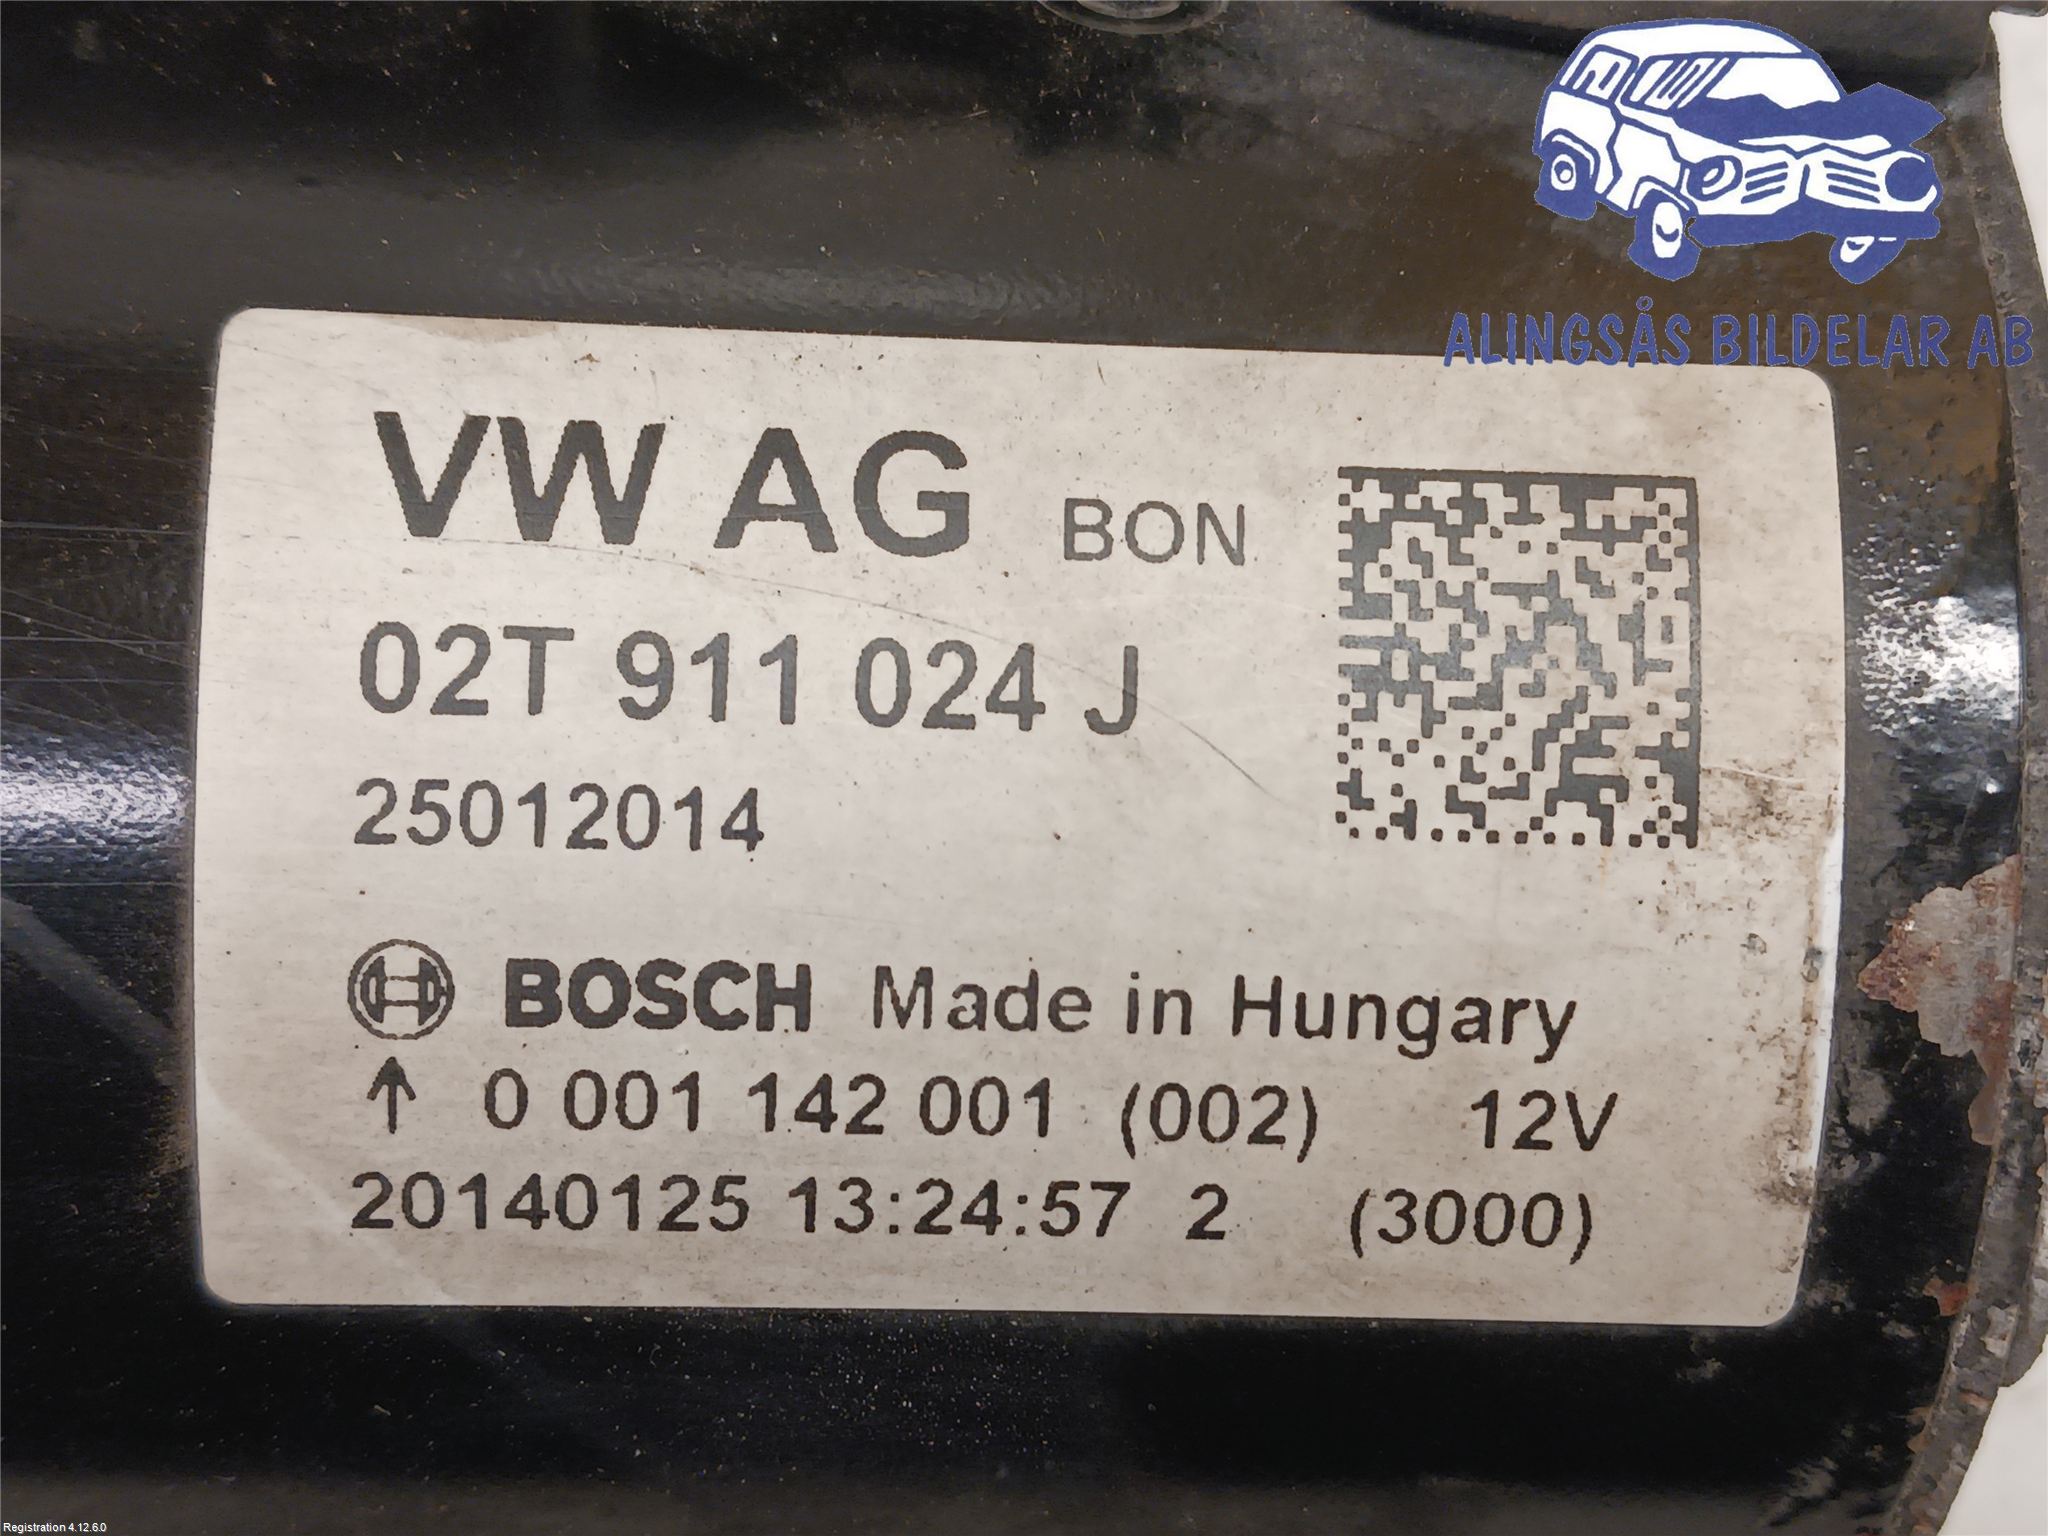 ALINGSÅS BILDELAR AB
VW AG BON
02T 911 024 J
25012014
BOSCH Made in Hungary
↑ 0 001 142 001 (002) 12V
20140125 13:24:57 2 (3000)
Registration 4.12.6.0